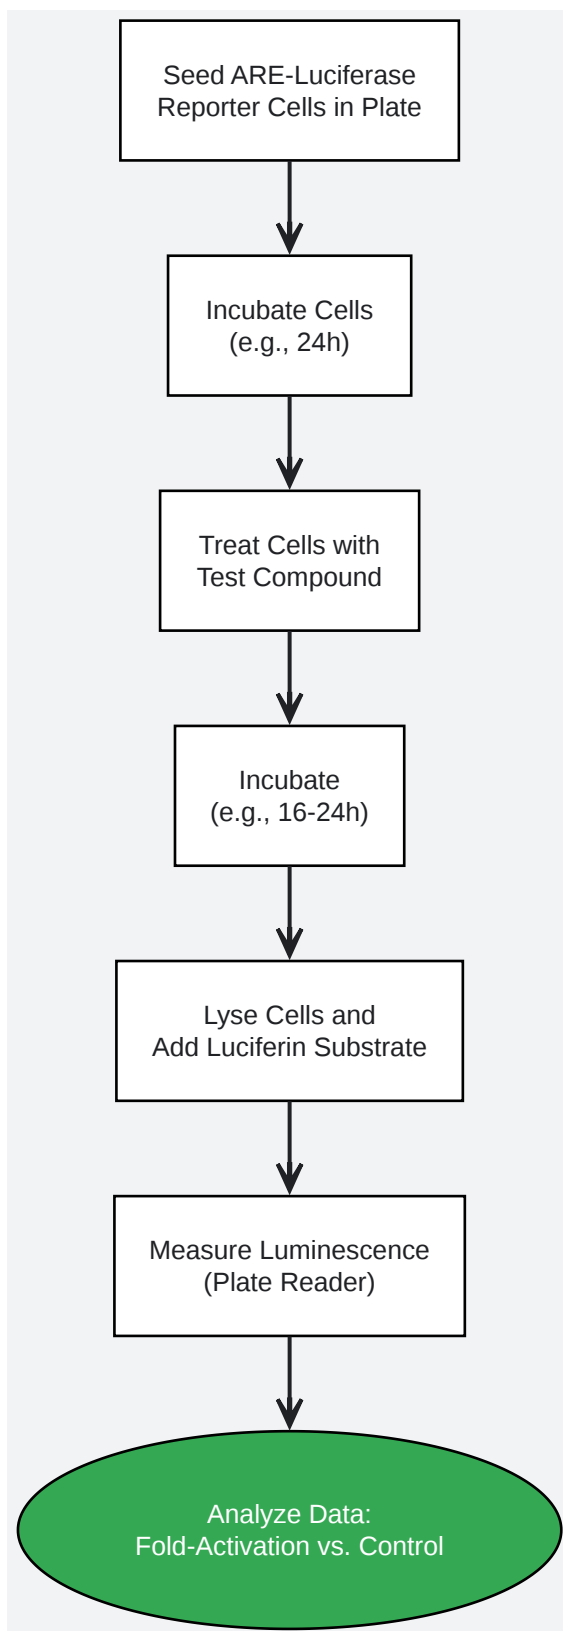 Seed ARE-Luciferase
Reporter Cells in Plate
Incubate Cells
(e.g., 24h)
Treat Cells with
Test Compound
Incubate
(e.g., 16-24h)
Lyse Cells and
Add Luciferin Substrate
Measure Luminescence
(Plate Reader)
Analyze Data:
Fold-Activation vs. Control